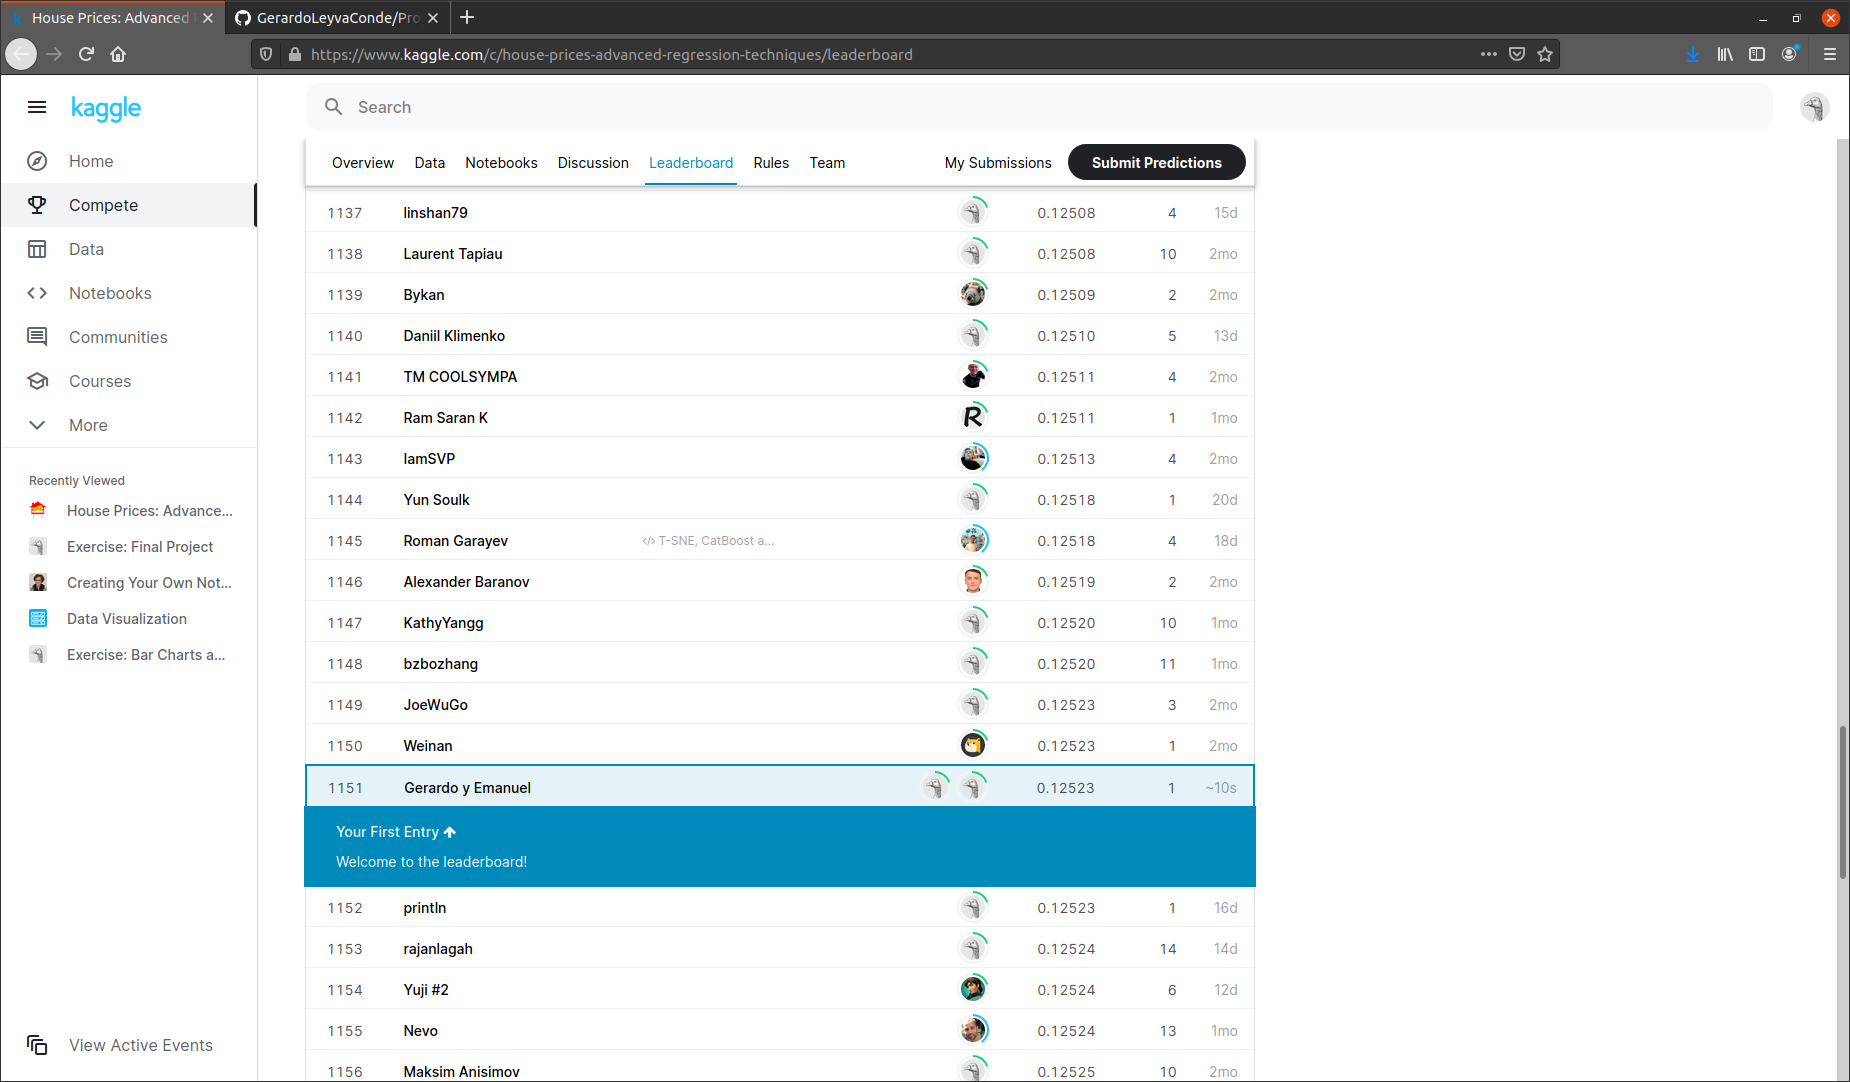 House Prices: Advanced
GerardoLeyvaConde/Pro
https://www.kaggle.com/c/house-prices-advanced-regression-techniques/leaderboard
kaggle
Search
Home
Compete
Data
Notebooks
Communities
Courses
More
Recently Viewed
House Prices: Advance...
Exercise: Final Project
Creating Your Own Not...
Data Visualization
Exercise: Bar Charts a...
View Active Events
Overview Data Notebooks Discussion Leaderboard Rules Team My Submissions Submit Predictions
1137 linshan79 0.12508 4 15d
1138 Laurent Tapiau 0.12508 10 2mo
1139 Bykan 0.12509 2 2mo
1140 Daniil Klimenko 0.12510 5 13d
1141 TM COOLSYMPA 0.12511 4 2mo
1142 Ram Saran K R 0.12511 1 1mo
1143 IamSVP 0.12513 4 2mo
1144 Yun Soulk 0.12518 1 20d
1145 Roman Garayev </> T-SNE, CatBoost a... 0.12518 4 18d
1146 Alexander Baranov 0.12519 2 2mo
1147 KathyYangg 0.12520 10 1mo
1148 bzbozhang 0.12520 11 1mo
1149 JoeWuGo 0.12523 3 2mo
1150 Weinan 0.12523 1 2mo
1151 Gerardo y Emanuel 0.12523 1 ~10s
Your First Entry
Welcome to the leaderboard!
1152 println 0.12523 1 16d
1153 rajanlagah 0.12524 14 14d
1154 Yuji #2 0.12524 6 12d
1155 Nevo 0.12524 13 1mo
1156 Maksim Anisimov 0.12525 10 2mo